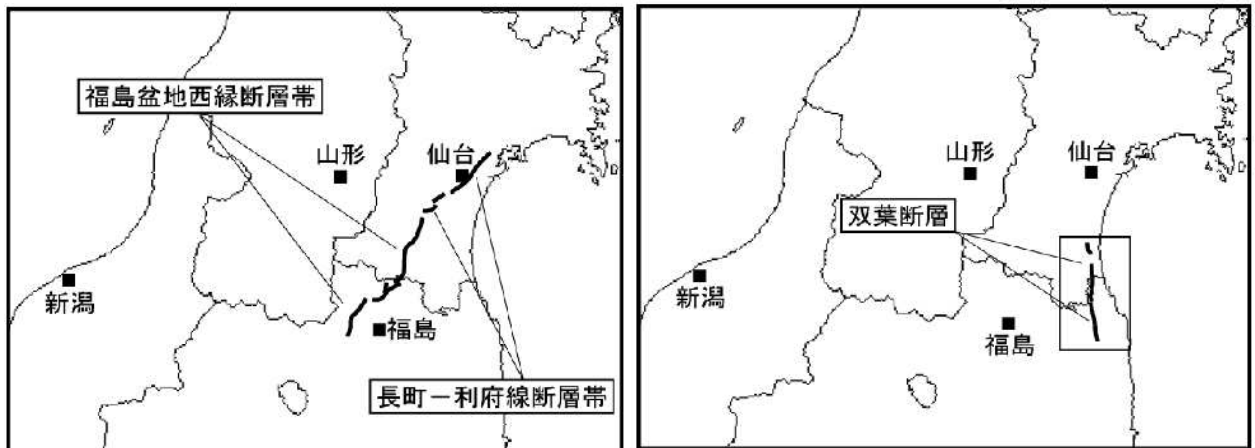 福島盆地西縁断層帯
山形
仙台
新潟
福島
長町－利府線断層帯
山形
仙台
双葉断層
新潟
福島